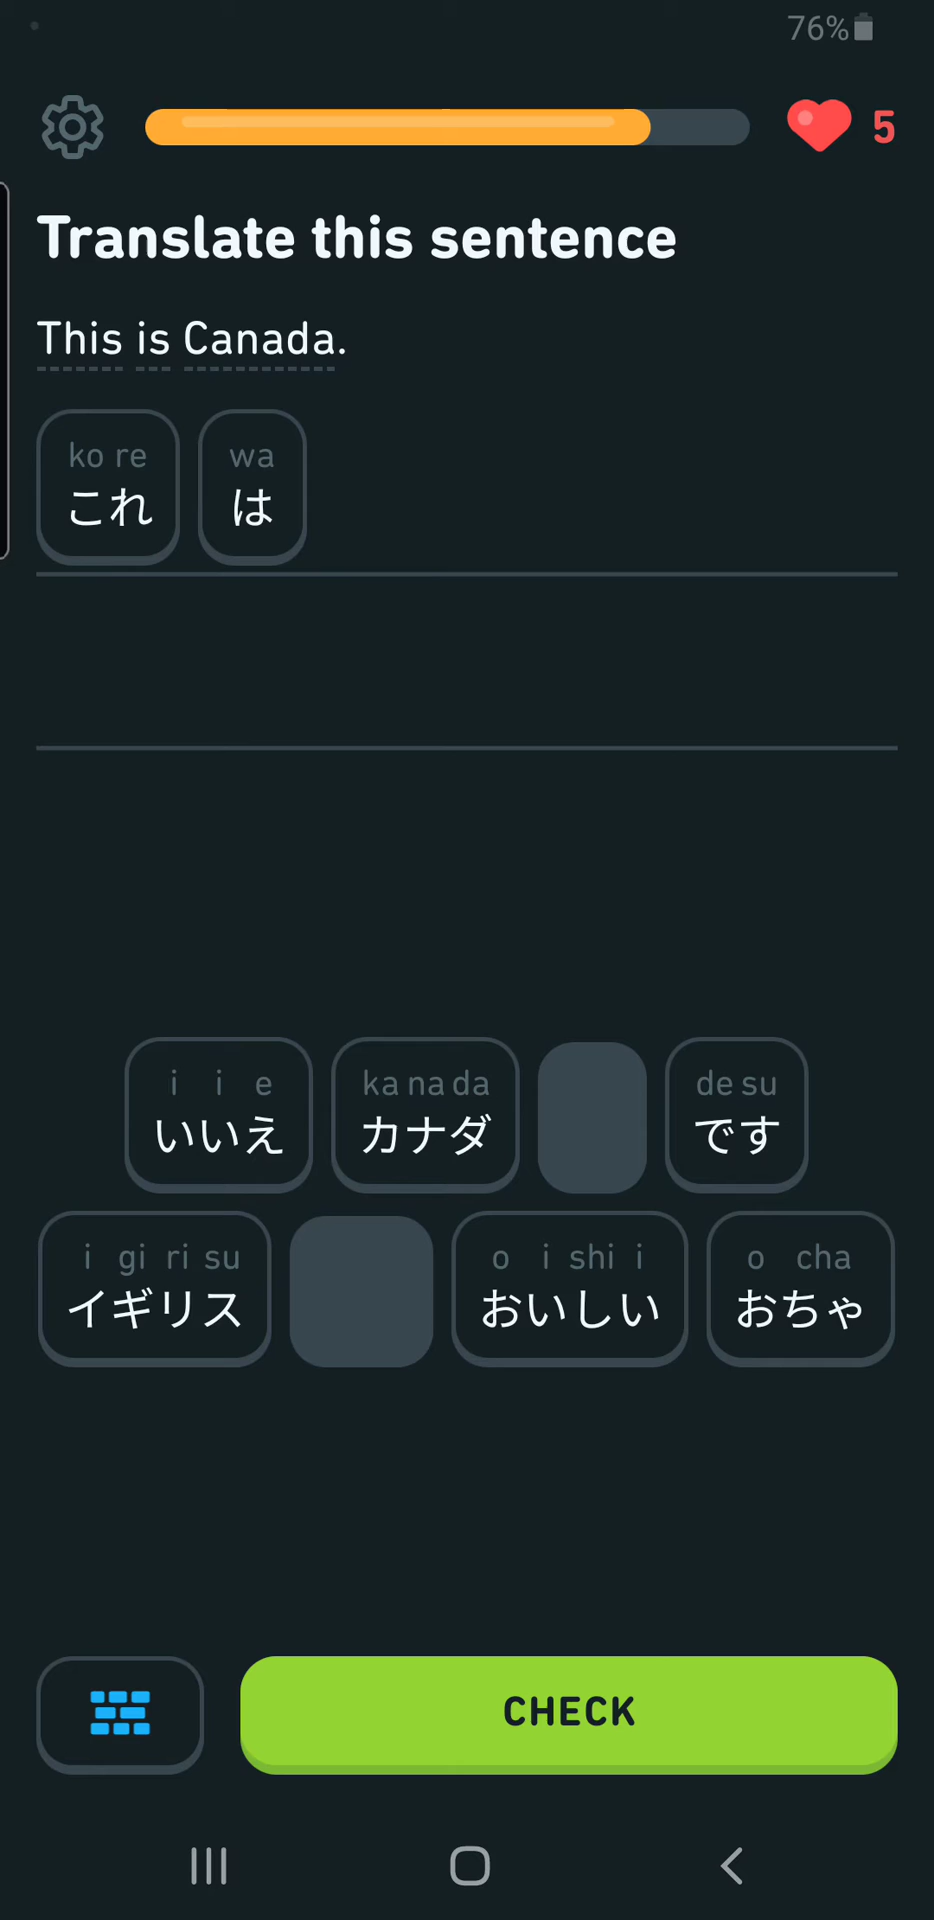 76%
5
Translate this sentence
This is Canada.
ko re wa
これ は
i i e ka na da de su
いいえ カナダ です
i gi ri su o i shi i o cha
イギリス おいしい おちゃ
CHECK